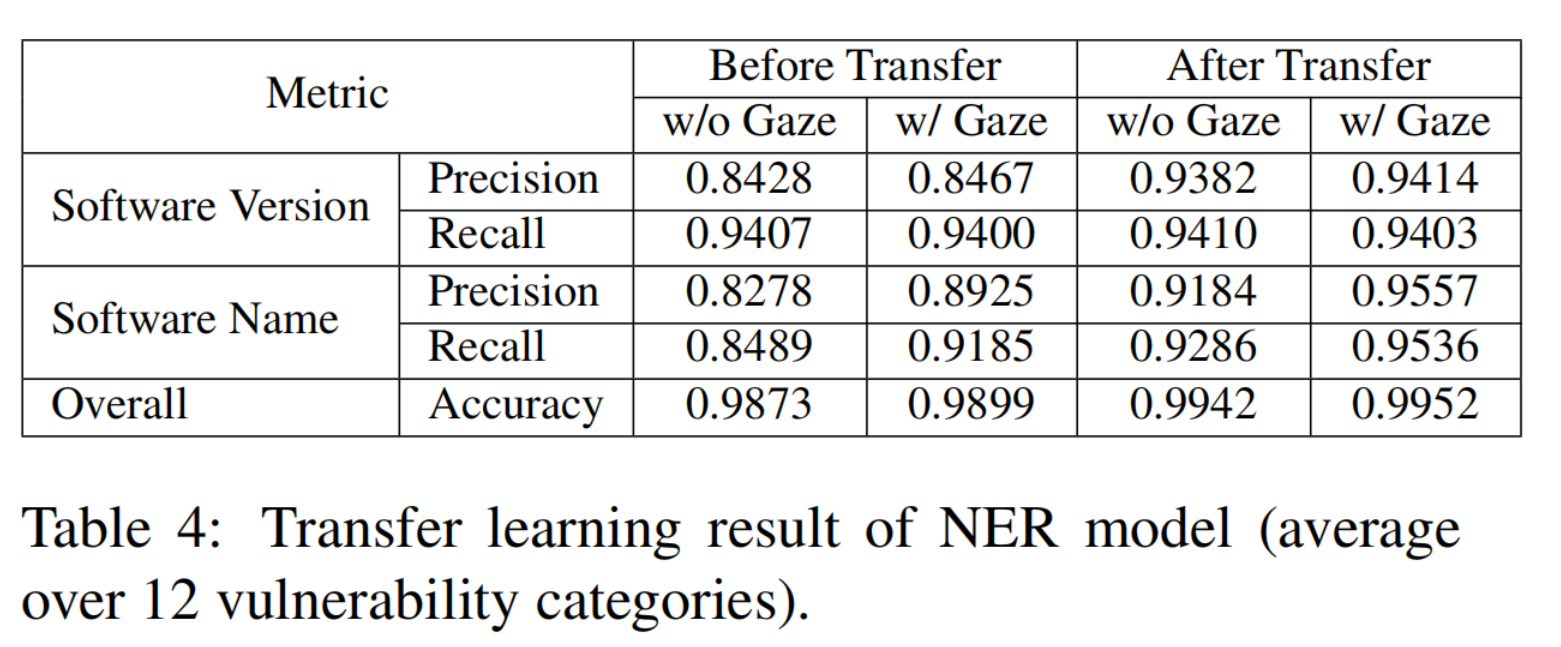 Metric Before Transfer After Transfer
w/o Gaze w/ Gaze w/o Gaze w/ Gaze
Software Version Precision 0.8428 0.8467 0.9382 0.9414
Recall 0.9407 0.9400 0.9410 0.9403
Software Name Precision 0.8278 0.8925 0.9184 0.9557
Recall 0.8489 0.9185 0.9286 0.9536
Overall Accuracy 0.9873 0.9899 0.9942 0.9952
Table 4: Transfer learning result of NER model (average
over 12 vulnerability categories).